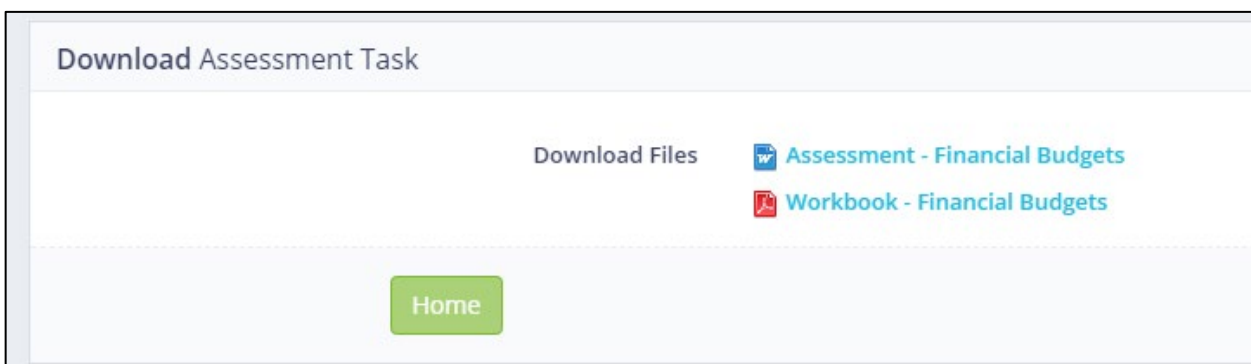 Download Assessment Task
Download Files
Assessment - Financial Budgets
Workbook - Financial Budgets
Home